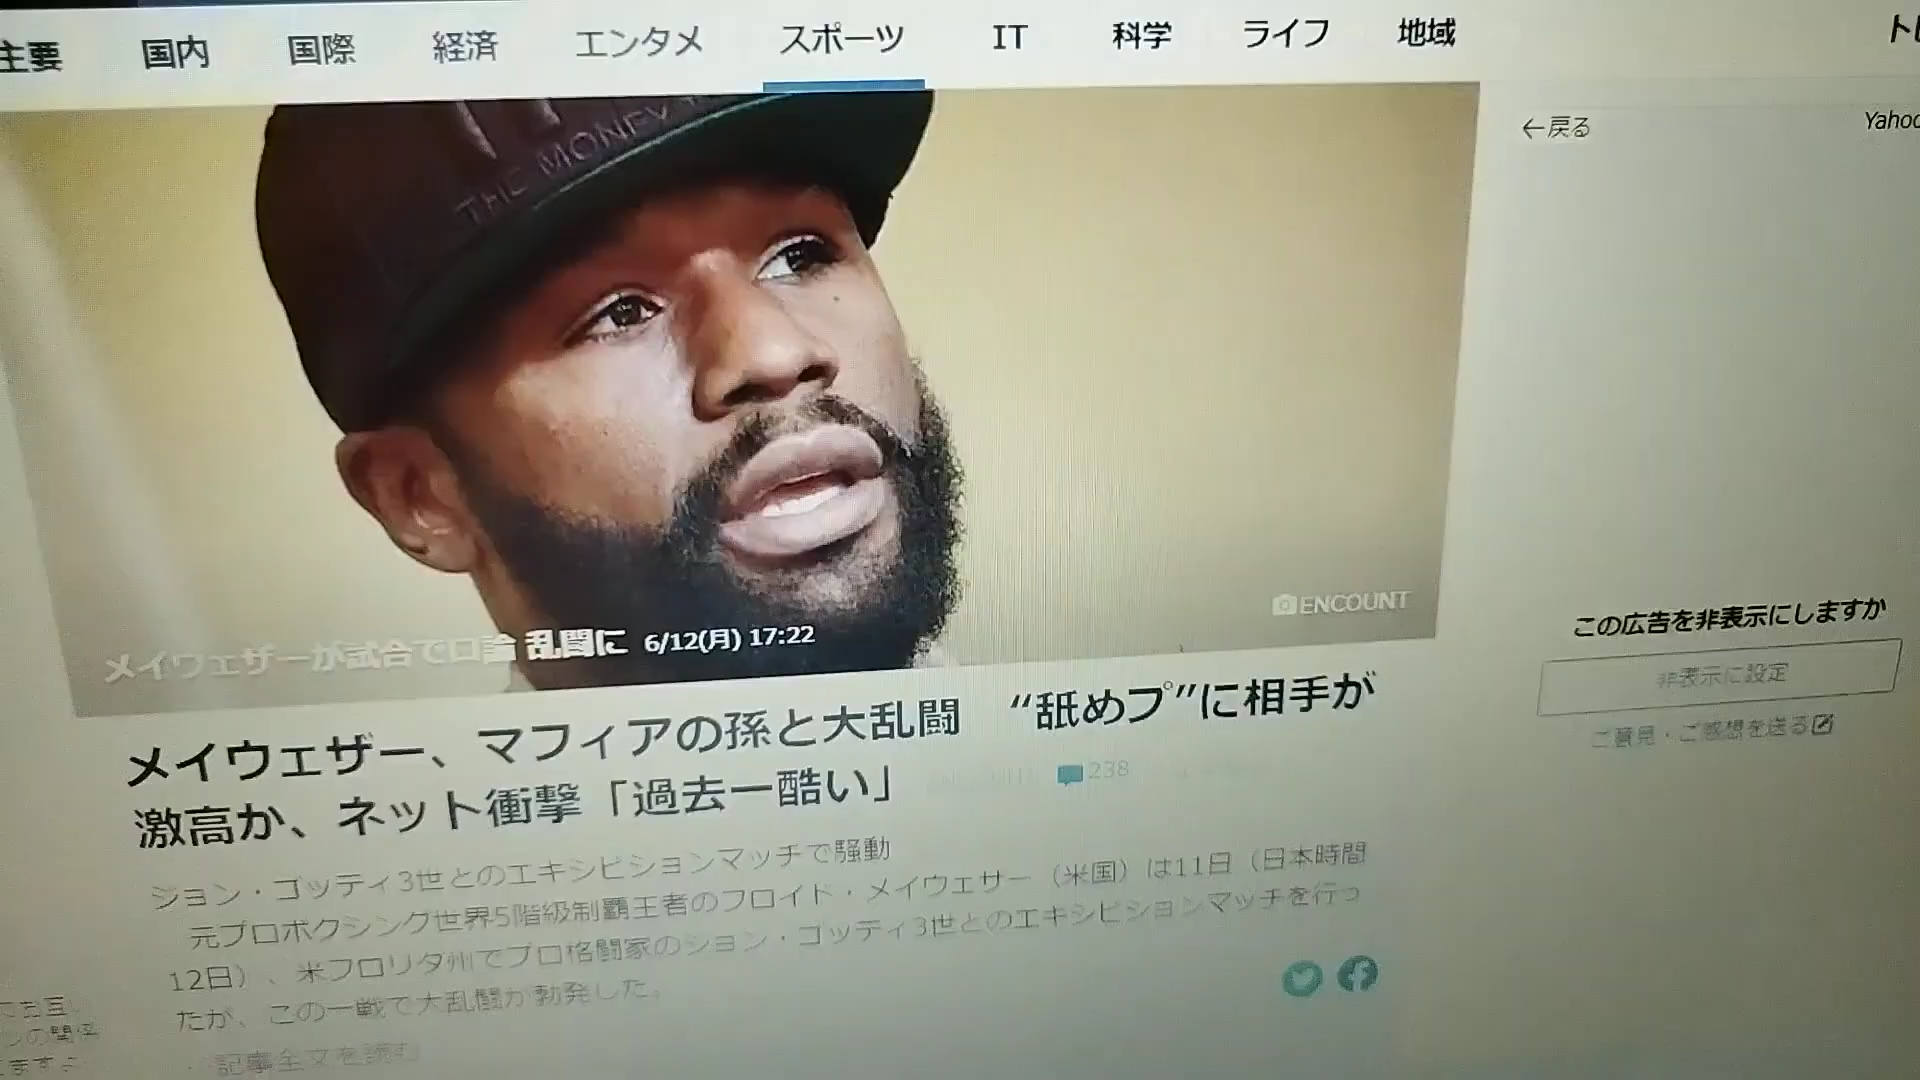 主要 国内 国際 経済 エンタメ スポーツ IT 科学 ライフ 地域
←戻る
Yahoo
THE MONEY
ENCOUNT
メイウェザーが試合で口論 乱闘に 6/12(月) 17:22
メイウェザー、マフィアの孫と大乱闘 “舐めプ”に相手が
激高か、ネット衝撃「過去一酷い」
238
ジョン・ゴッティ3世とのエキシビションマッチで騒動
元プロボクシング世界5階級制覇王者のフロイド・メイウェザー（米国）は11日（日本時間
12日）、米フロリダ州でプロ格闘家のジョン・ゴッティ3世とのエキシビションマッチを行っ
たが、この一戦で大乱闘が勃発した。
記事全文を読む
この広告を非表示にしますか
非表示に設定
ご意見・ご感想を送る
の関係